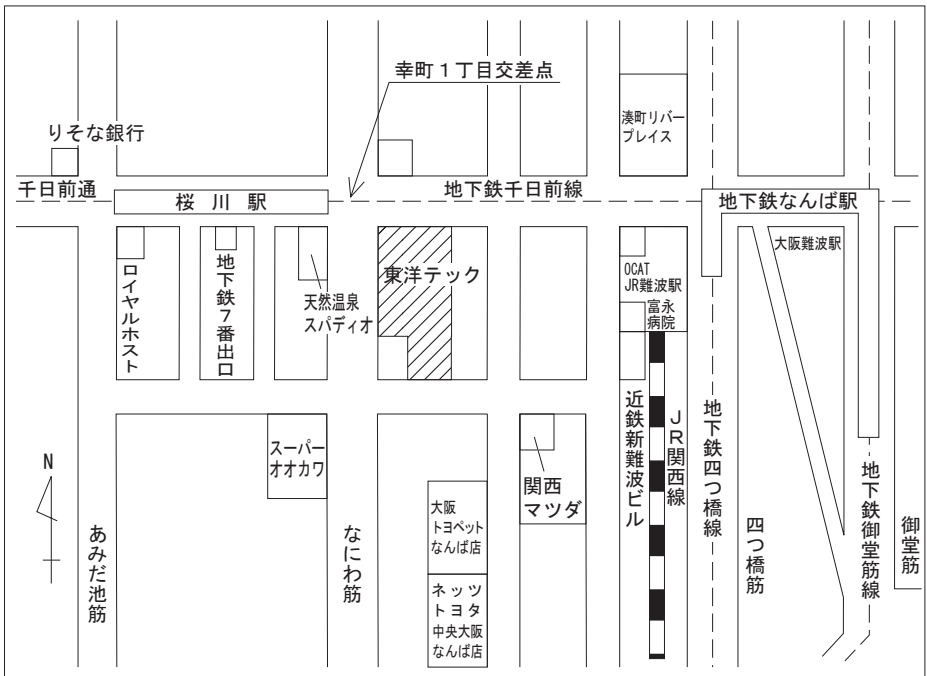 幸町１丁目交差点
湊町リバー
プレイス
りそな銀行
千日前通
桜川駅
地下鉄千日前線
地下鉄なんば駅
大阪難波駅
ロイヤルホスト
地下鉄７番出口
天然温泉
スパディオ
東洋テック
OCAT
JR難波駅
富永
病院
近鉄新難波ビル
ＪＲ関西線
地下鉄四つ橋線
四つ橋筋
地下鉄御堂筋線
御堂筋
スーパー
オオカワ
関西
マツダ
大阪
トヨペット
なんば店
ネッツ
トヨタ
中央大阪
なんば店
N
あみだ池筋
なにわ筋